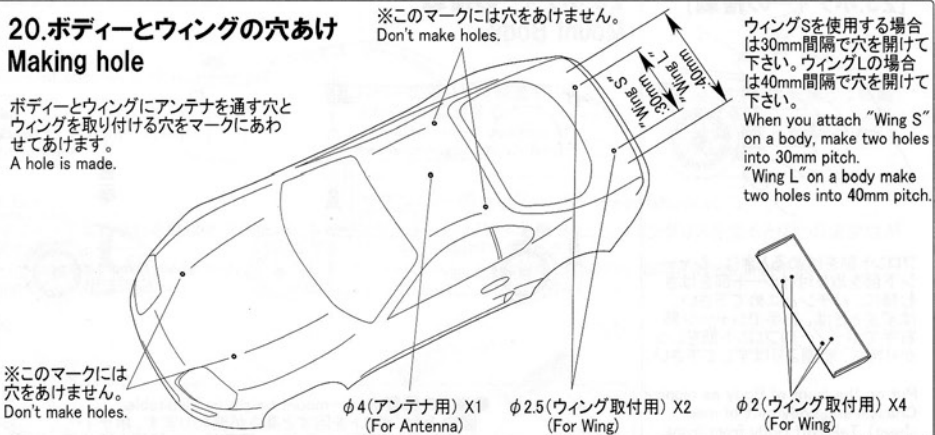 20.ボディーとウィングの穴あけ
Making hole
ボディーとウィングにアンテナを通す穴と
ウィングを取り付ける穴をマークにあわ
せてあけます。
A hole is made.
※このマークには穴をあけません。
Don't make holes.
"Wing S"
:30mm
"Wing L"
:40mm
ウィングSを使用する場合
は30mm間隔で穴を開けて
下さい。ウィングLの場合
は40mm間隔で穴を開けて
下さい。
When you attach "Wing S"
on a body, make two holes
into 30mm pitch.
"Wing L"on a body make
two holes into 40mm pitch.
※このマークには
穴をあけません。
Don't make holes.
φ4(アンテナ用) X1
(For Antenna)
φ2.5(ウィング取付用) X2
(For Wing)
φ2(ウィング取付用) X4
(For Wing)